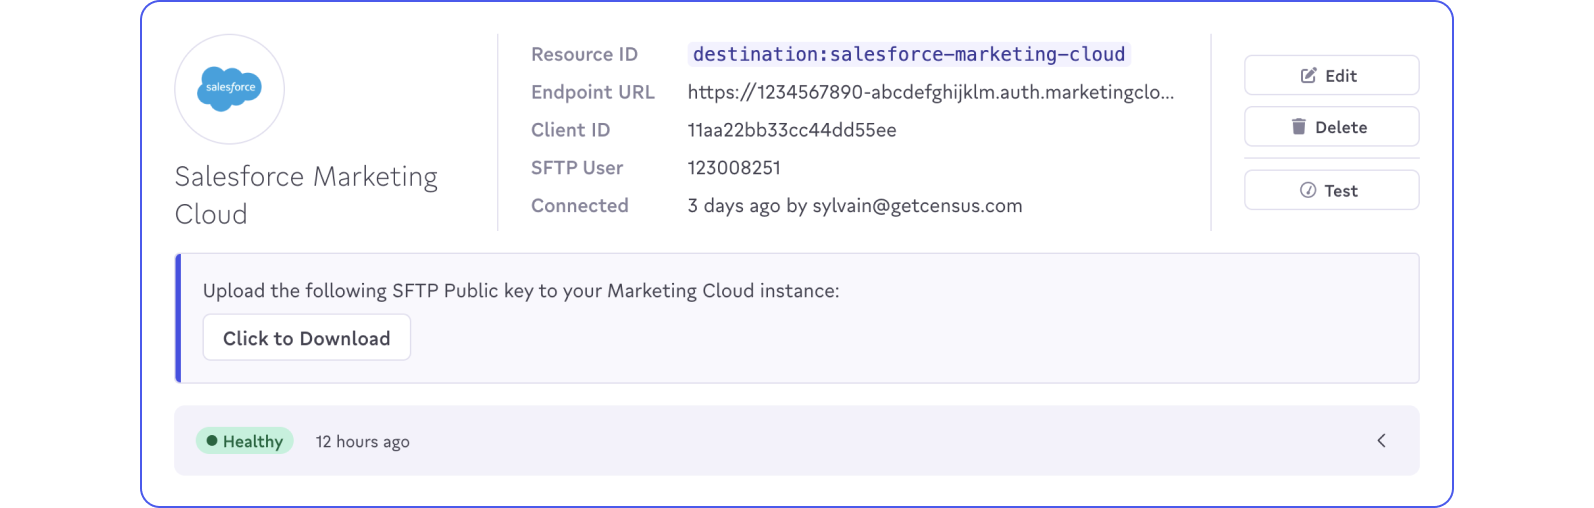 salesforce
Salesforce Marketing
Cloud
Resource ID destination:salesforce-marketing-cloud
Endpoint URL https://1234567890-abcdefghijklm.auth.marketingclo...
Client ID 11aa22bb33cc44dd55ee
SFTP User 123008251
Connected 3 days ago by sylvain@getcensus.com
Edit
Delete
Test
Upload the following SFTP Public key to your Marketing Cloud instance:
Click to Download
Healthy 12 hours ago